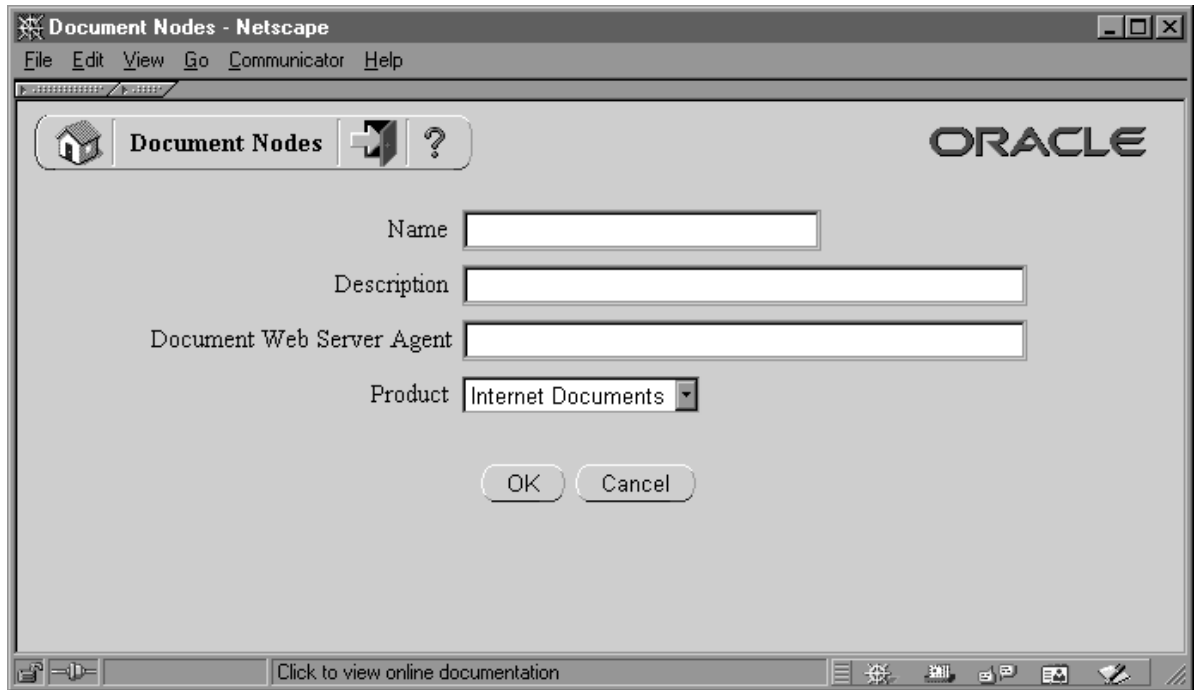 Document Nodes - Netscape
File Edit View Go Communicator Help
Document Nodes ?
ORACLE
Name
Description
Document Web Server Agent
Product Internet Documents
OK Cancel
Click to view online documentation